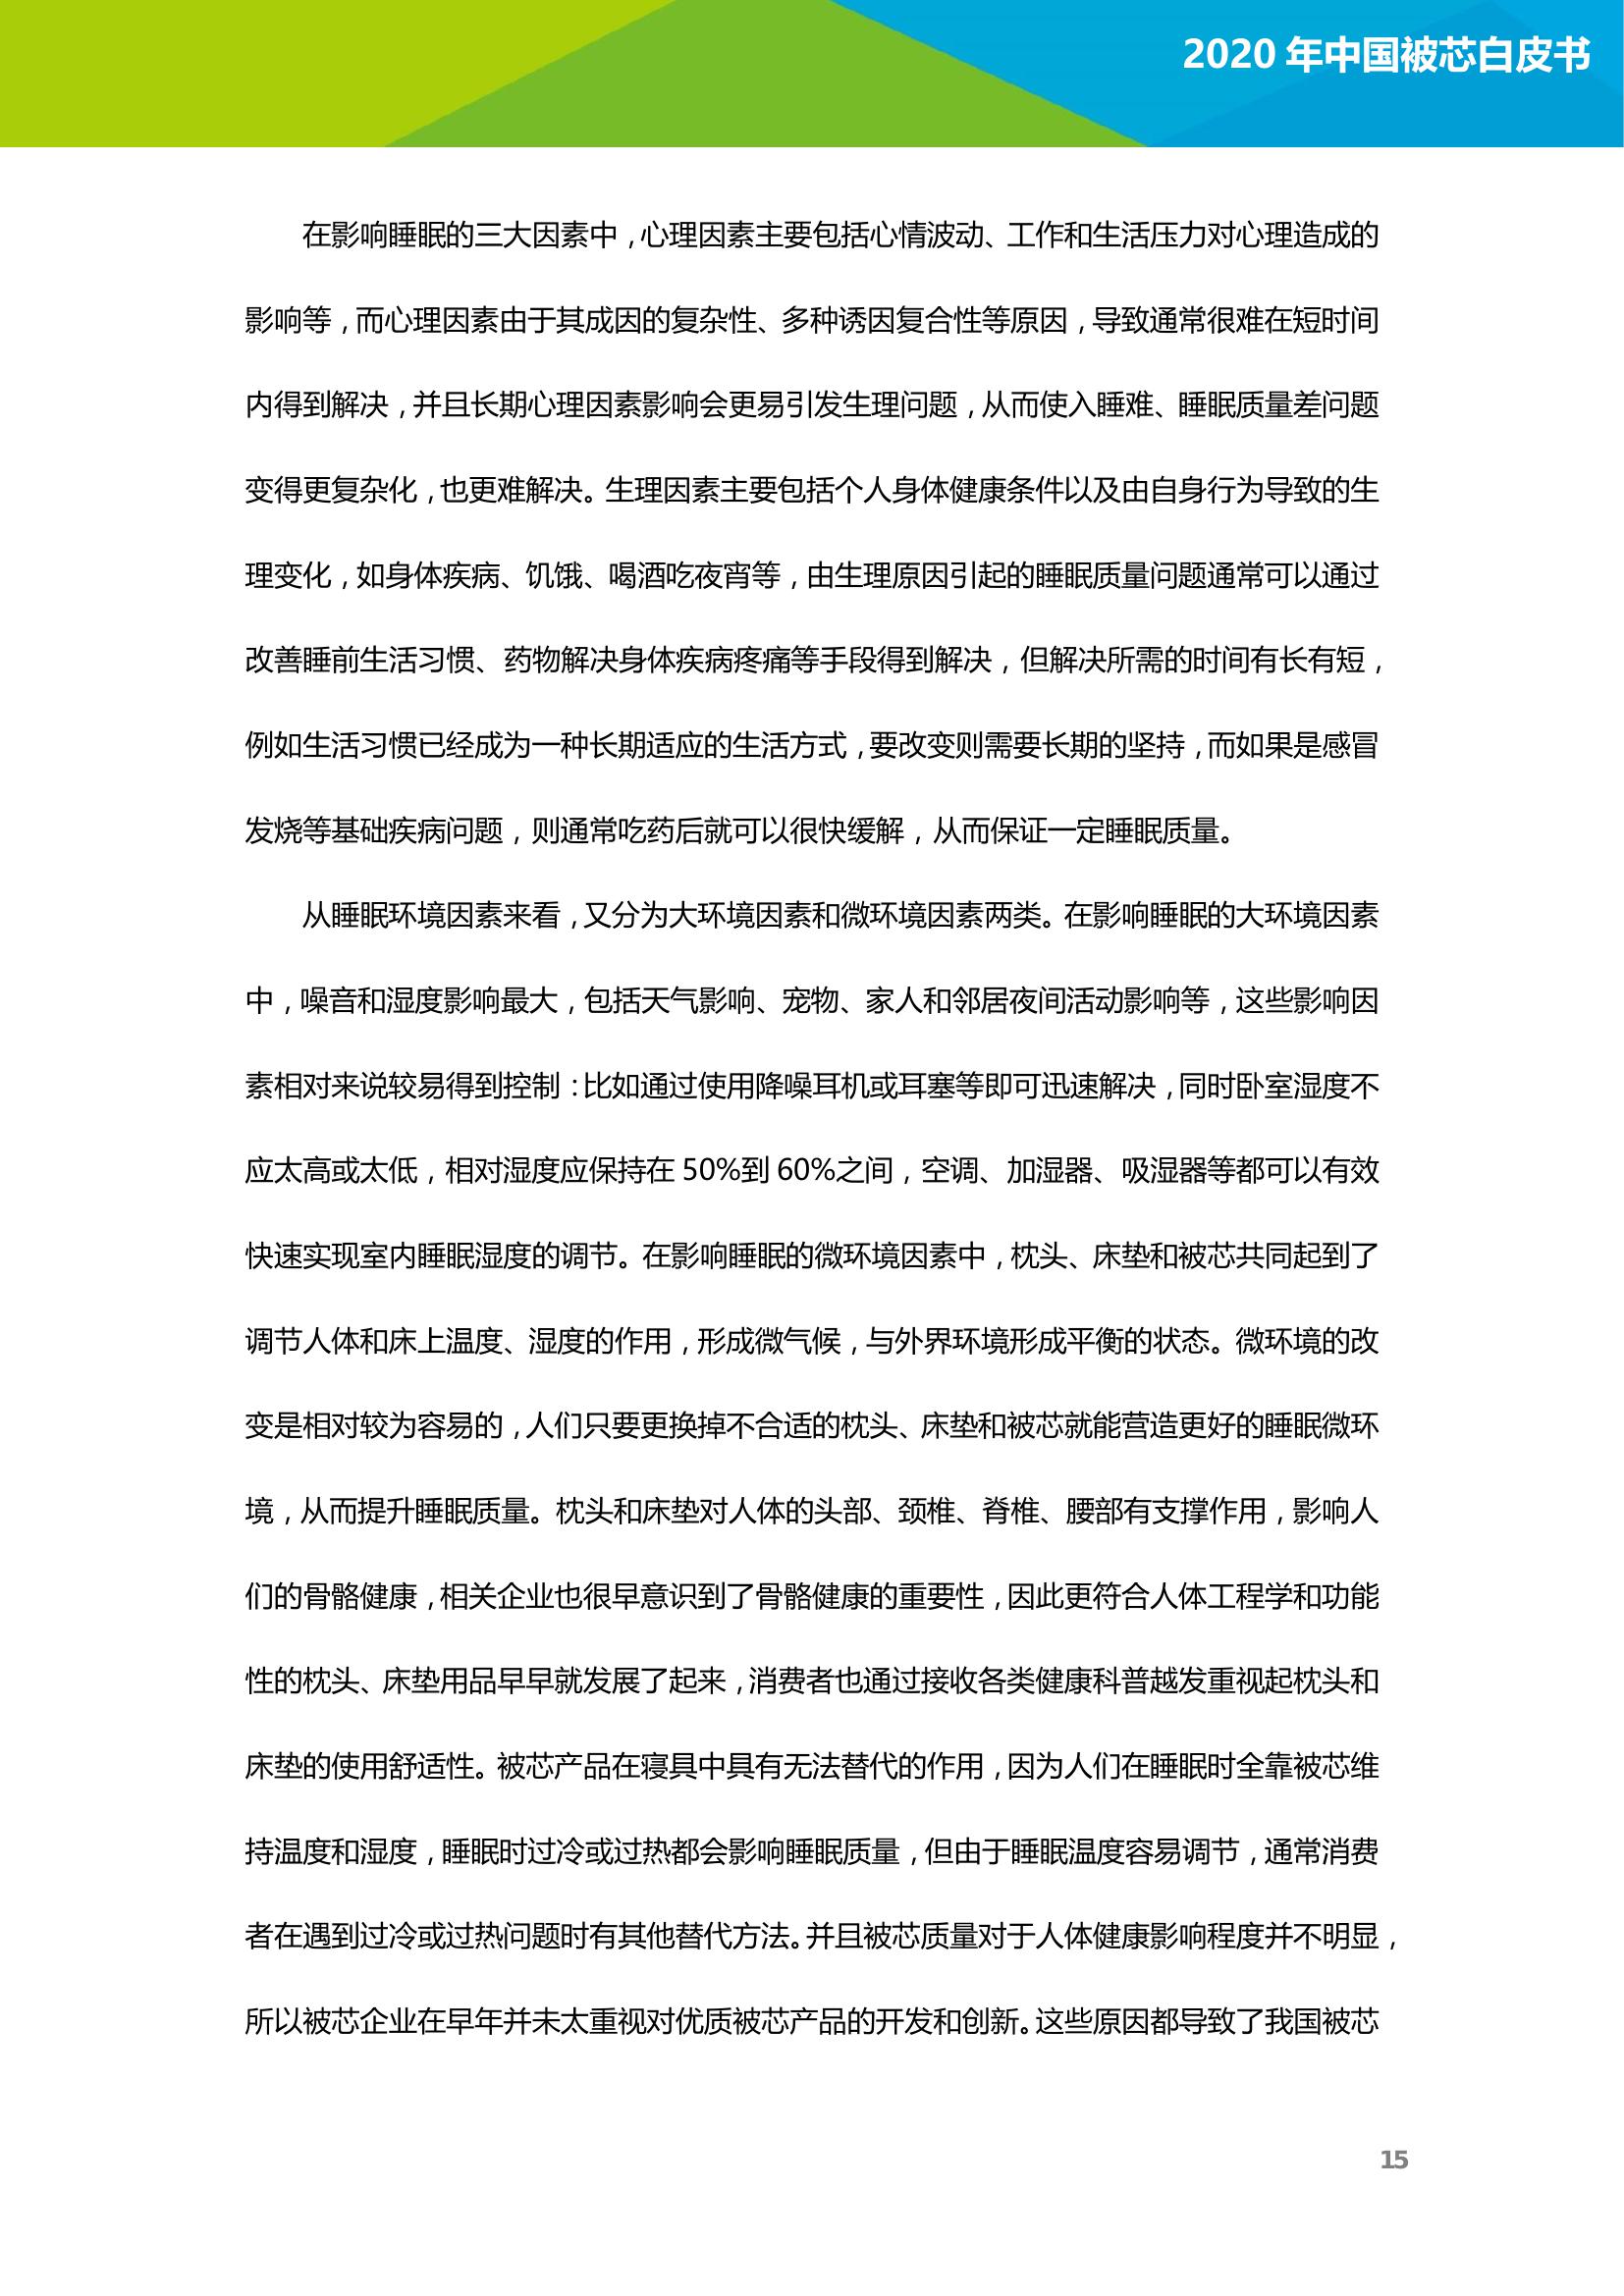 2020 年中国被芯白皮书
在影响睡眠的三大因素中，心理因素主要包括心情波动、工作和生活压力对心理造成的
影响等，而心理因素由于其成因的复杂性、多种诱因复合性等原因，导致通常很难在短时间
内得到解决，并且长期心理因素影响会更易引发生理问题，从而使入睡难、睡眠质量差问题
变得更复杂化，也更难解决。生理因素主要包括个人身体健康条件以及由自身行为导致的生
理变化，如身体疾病、饥饿、喝酒吃夜宵等，由生理原因引起的睡眠质量问题通常可以通过
改善睡前生活习惯、药物解决身体疾病疼痛等手段得到解决，但解决所需的时间有长有短，
例如生活习惯已经成为一种长期适应的生活方式，要改变则需要长期的坚持，而如果是感冒
发烧等基础疾病问题，则通常吃药后就可以很快缓解，从而保证一定睡眠质量。
从睡眠环境因素来看，又分为大环境因素和微环境因素两类。在影响睡眠的大环境因素
中，噪音和湿度影响最大，包括天气影响、宠物、家人和邻居夜间活动影响等，这些影响因
素相对来说较易得到控制：比如通过使用降噪耳机或耳塞等即可迅速解决，同时卧室湿度不
应太高或太低，相对湿度应保持在 50%到 60%之间，空调、加湿器、吸湿器等都可以有效
快速实现室内睡眠湿度的调节。在影响睡眠的微环境因素中，枕头、床垫和被芯共同起到了
调节人体和床上温度、湿度的作用，形成微气候，与外界环境形成平衡的状态。微环境的改
变是相对较为容易的，人们只要更换掉不合适的枕头、床垫和被芯就能营造更好的睡眠微环
境，从而提升睡眠质量。枕头和床垫对人体的头部、颈椎、脊椎、腰部有支撑作用，影响人
们的骨骼健康，相关企业也很早意识到了骨骼健康的重要性，因此更符合人体工程学和功能
性的枕头、床垫用品早早就发展了起来，消费者也通过接收各类健康科普越发重视起枕头和
床垫的使用舒适性。被芯产品在寝具中具有无法替代的作用，因为人们在睡眠时全靠被芯维
持温度和湿度，睡眠时过冷或过热都会影响睡眠质量，但由于睡眠温度容易调节，通常消费
者在遇到过冷或过热问题时有其他替代方法。并且被芯质量对于人体健康影响程度并不明显，
所以被芯企业在早年并未太重视对优质被芯产品的开发和创新。这些原因都导致了我国被芯
15